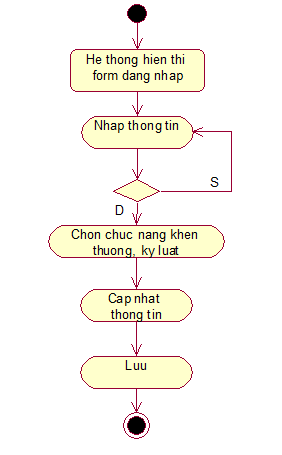 He thong hien thi
form dang nhap
Nhap thong tin
S
D
Chon chuc nang khen
thuong, ky luat
Cap nhat
thong tin
Luu